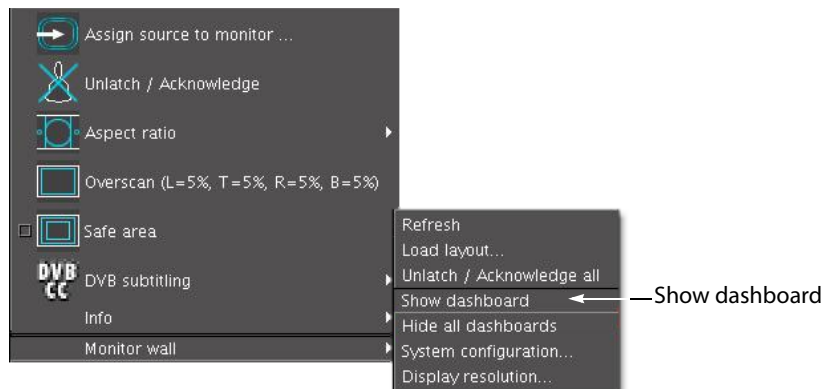 Assign source to monitor ...
Unlatch / Acknowledge
Aspect ratio
Overscan (L=5%, T=5%, R=5%, B=5%)
Safe area
DVB
CC
DVB subtitling
Info
Monitor wall
Refresh
Load layout...
Unlatch / Acknowledge all
Show dashboard
Hide all dashboards
System configuration...
Display resolution...
Show dashboard